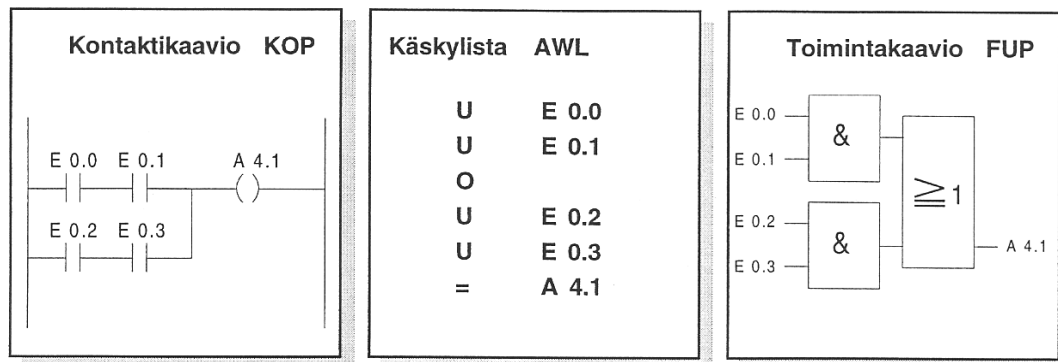 Kontaktikaavio KOP
E 0.0 E 0.1 A 4.1
E 0.2 E 0.3
Käskylista AWL
U E 0.0
U E 0.1
O
U E 0.2
U E 0.3
= A 4.1
Toimintakaavio FUP
E 0.0
&
E 0.1
≧ 1
E 0.2
&
E 0.3
A 4.1